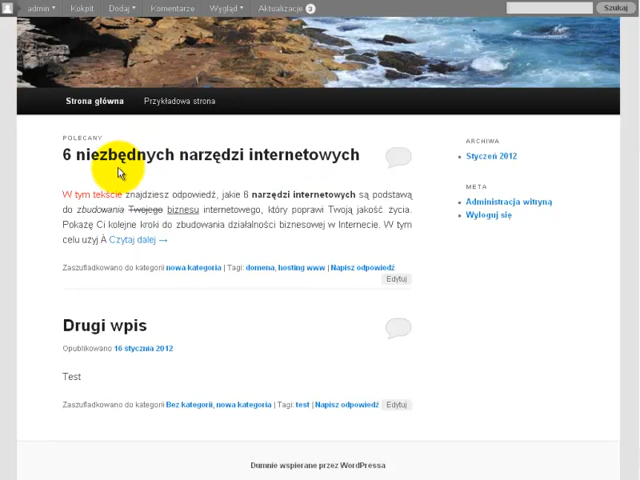 admin Kokpit Dodaj Komentarze Wygląd Aktualizacje 3 Szukaj
Strona główna Przykładowa strona
POLECANY
6 niezbędnych narzędzi internetowych
W tym tekście znajdziesz odpowiedź, jakie 6 narzędzi internetowych są podstawą
do zbudowania Twojego biznesu internetowego, który poprawi Twoją jakość życia.
Pokażę Ci kolejne kroki do zbudowania działalności biznesowej w Internecie. W tym
celu użyj Â Czytaj dalej →
Zaszufladkowano do kategorii nowa kategoria | Tagi: domena, hosting www | Napisz odpowiedź
Edytuj
Drugi wpis
Opublikowano 16 stycznia 2012
Test
Zaszufladkowano do kategorii Bez kategorii, nowa kategoria | Tagi: test | Napisz odpowiedź Edytuj
ARCHIWA
Styczeń 2012
META
Administracja witryną
Wyloguj się
Dumnie wspierane przez WordPressa